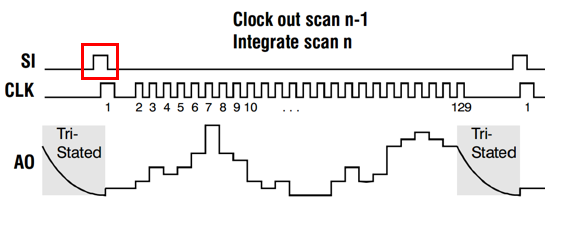 Clock out scan n-1
Integrate scan n
SI
CLK
1 2 3 4 5 6 7 8 9 10 ... 129 1
AO
Tri-
Stated
Tri-
Stated